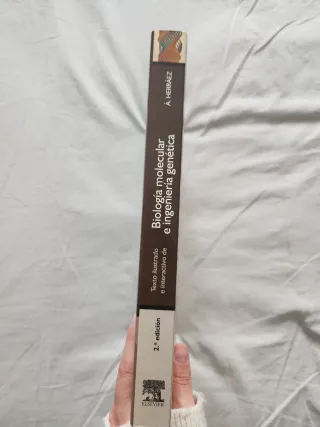 Texto ilustrado
e interactivo de
Biología molecular
e ingeniería genética
Á. HERRÁEZ
2.ª edición
ELSEVIER